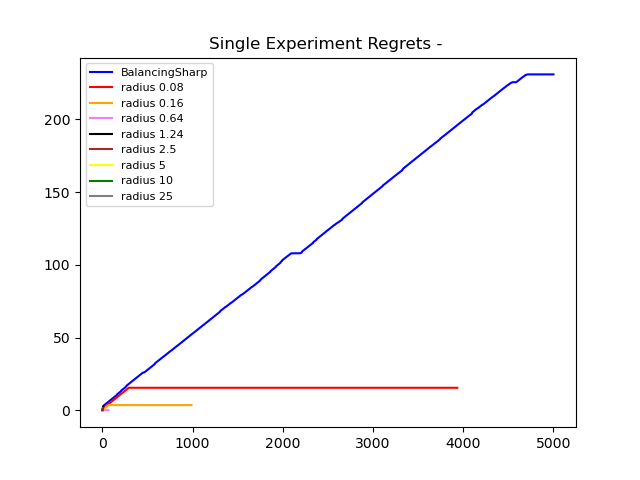 Single Experiment Regrets -
BalancingSharp
radius 0.08
radius 0.16
radius 0.64
radius 1.24
radius 2.5
radius 5
radius 10
radius 25
200
150
100
50
0
0 1000 2000 3000 4000 5000